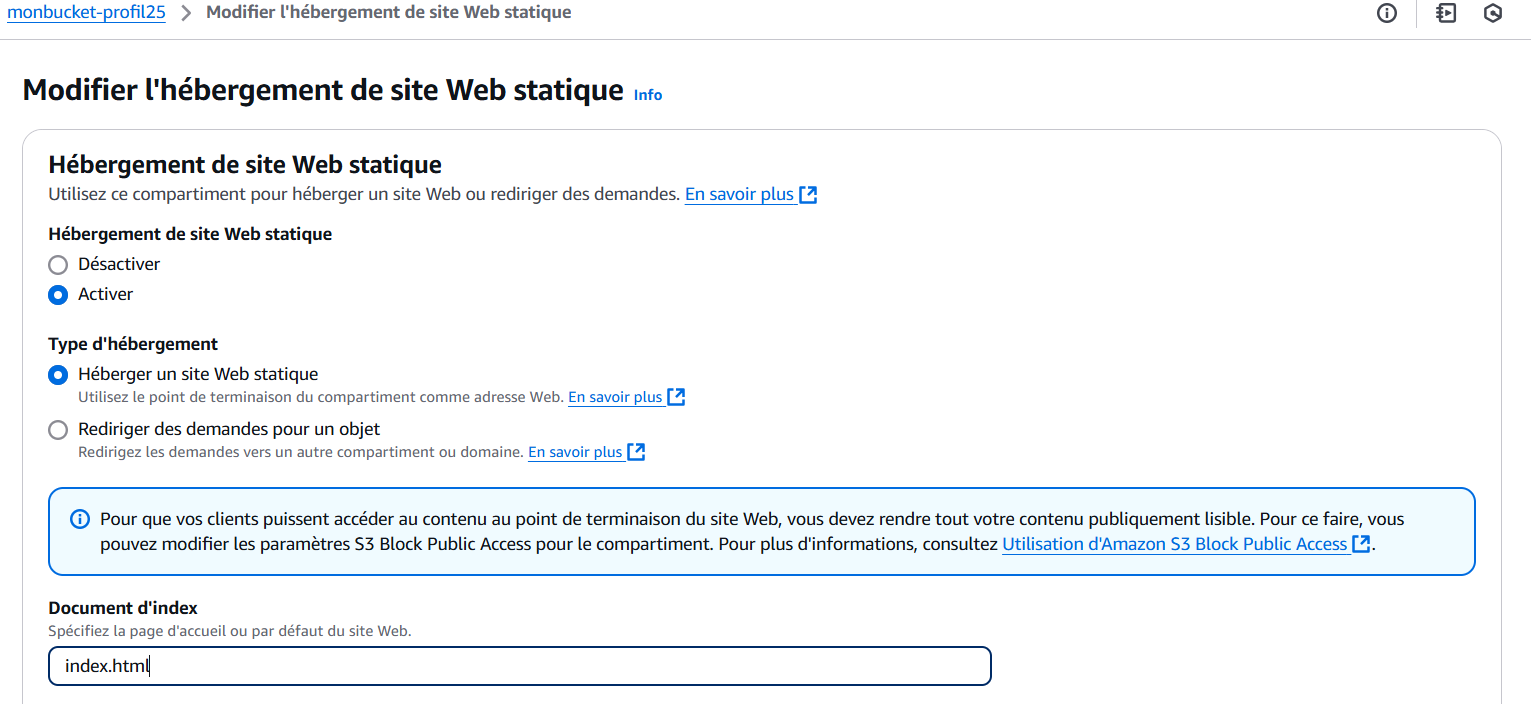 monbucket-profil25 > Modifier l'hébergement de site Web statique
Modifier l'hébergement de site Web statique Info
Hébergement de site Web statique
Utilisez ce compartiment pour héberger un site Web ou rediriger des demandes. En savoir plus
Hébergement de site Web statique
Désactiver
Activer
Type d'hébergement
Héberger un site Web statique
Utilisez le point de terminaison du compartiment comme adresse Web. En savoir plus
Rediriger des demandes pour un objet
Redirigez les demandes vers un autre compartiment ou domaine. En savoir plus
Pour que vos clients puissent accéder au contenu au point de terminaison du site Web, vous devez rendre tout votre contenu publiquement lisible. Pour ce faire, vous
pouvez modifier les paramètres S3 Block Public Access pour le compartiment. Pour plus d'informations, consultez Utilisation d'Amazon S3 Block Public Access.
Document d'index
Spécifiez la page d'accueil ou par défaut du site Web.
index.html